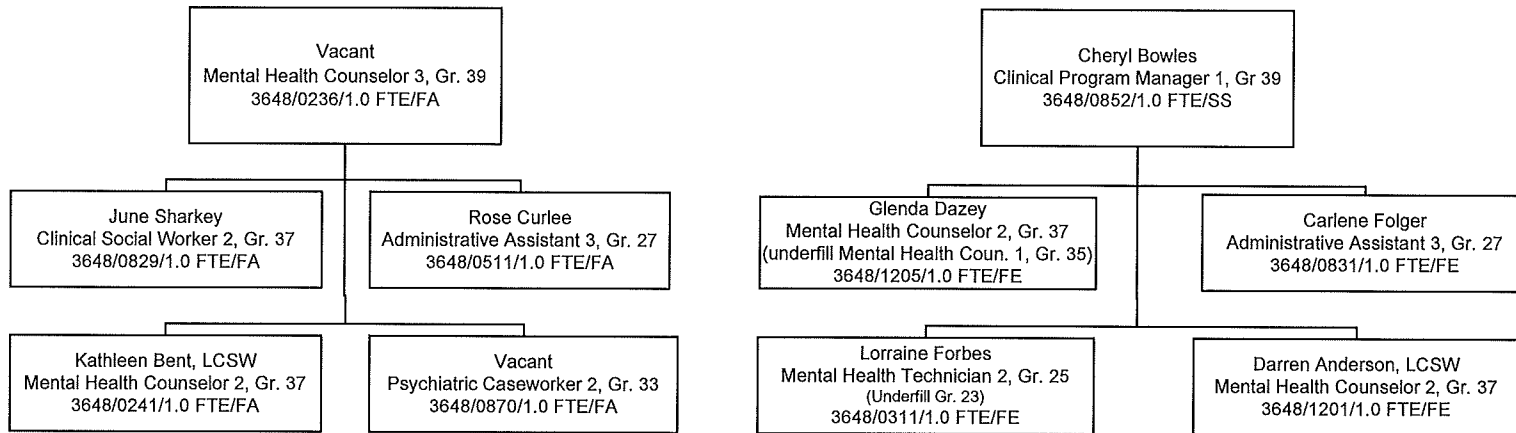 Vacant
Mental Health Counselor 3, Gr. 39
3648/0236/1.0 FTE/FA
June Sharkey
Clinical Social Worker 2, Gr. 37
3648/0829/1.0 FTE/FA
Rose Curlee
Administrative Assistant 3, Gr. 27
3648/0511/1.0 FTE/FA
Kathleen Bent, LCSW
Mental Health Counselor 2, Gr. 37
3648/0241/1.0 FTE/FA
Vacant
Psychiatric Caseworker 2, Gr. 33
3648/0870/1.0 FTE/FA
Cheryl Bowles
Clinical Program Manager 1, Gr 39
3648/0852/1.0 FTE/SS
Glenda Dazey
Mental Health Counselor 2, Gr. 37
(underfill Mental Health Coun. 1, Gr. 35)
3648/1205/1.0 FTE/FE
Carlene Folger
Administrative Assistant 3, Gr. 27
3648/0831/1.0 FTE/FE
Lorraine Forbes
Mental Health Technician 2, Gr. 25
(Underfill Gr. 23)
3648/0311/1.0 FTE/FE
Darren Anderson, LCSW
Mental Health Counselor 2, Gr. 37
3648/1201/1.0 FTE/FE